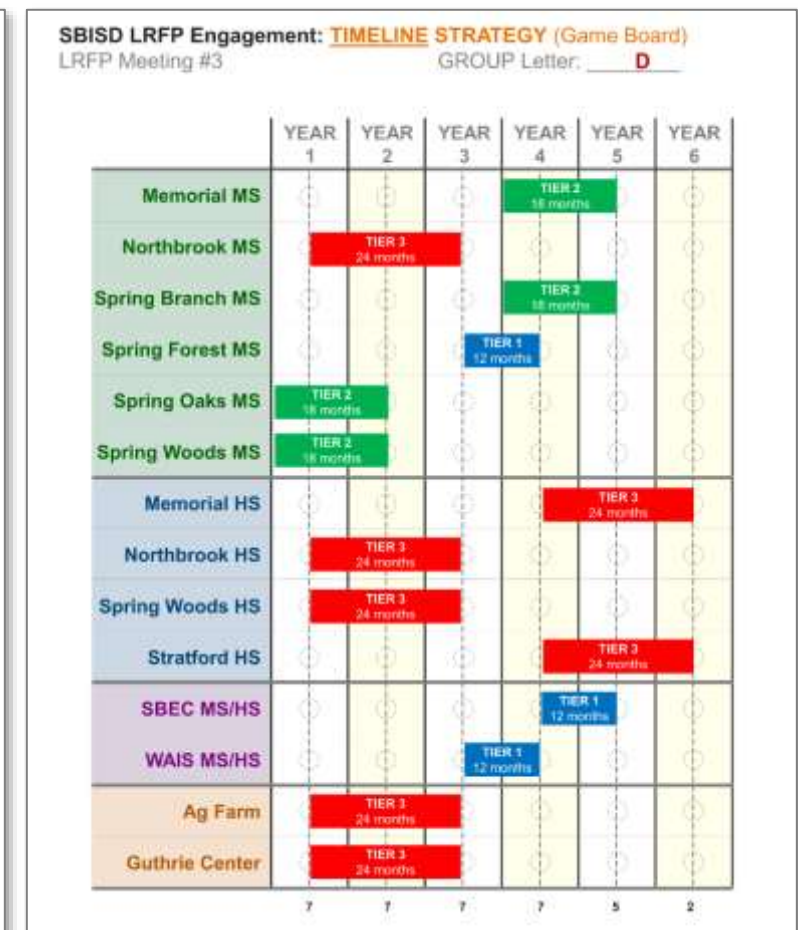 SBISD LRFP Engagement: TIMELINE STRATEGY (Game Board)
LRFP Meeting #3 GROUP Letter: D
YEAR YEAR YEAR YEAR YEAR YEAR
1 2 3 4 5 6
Memorial MS TIER 2
18 months
Northbrook MS TIER 3
24 months
Spring Branch MS TIER 2
18 months
Spring Forest MS TIER 1
12 months
Spring Oaks MS TIER 2
18 months
Spring Woods MS TIER 2
18 months
Memorial HS TIER 3
24 months
Northbrook HS TIER 3
24 months
Spring Woods HS TIER 3
24 months
Stratford HS TIER 3
24 months
SBEC MS/HS TIER 1
12 months
WAIS MS/HS TIER 1
12 months
Ag Farm TIER 3
24 months
Guthrie Center TIER 3
24 months
7 7 7 7 5 2